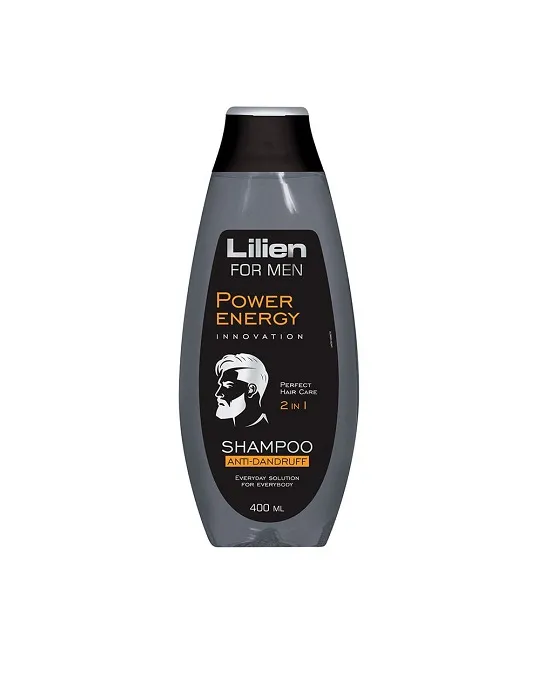 Lilien
FOR MEN
POWER
ENERGY
INNOVATION
PERFECT
HAIR CARE
2 IN 1
SHAMPOO
ANTI-DANDRUFF
EVERYDAY SOLUTION
FOR EVERYBODY
400 ML